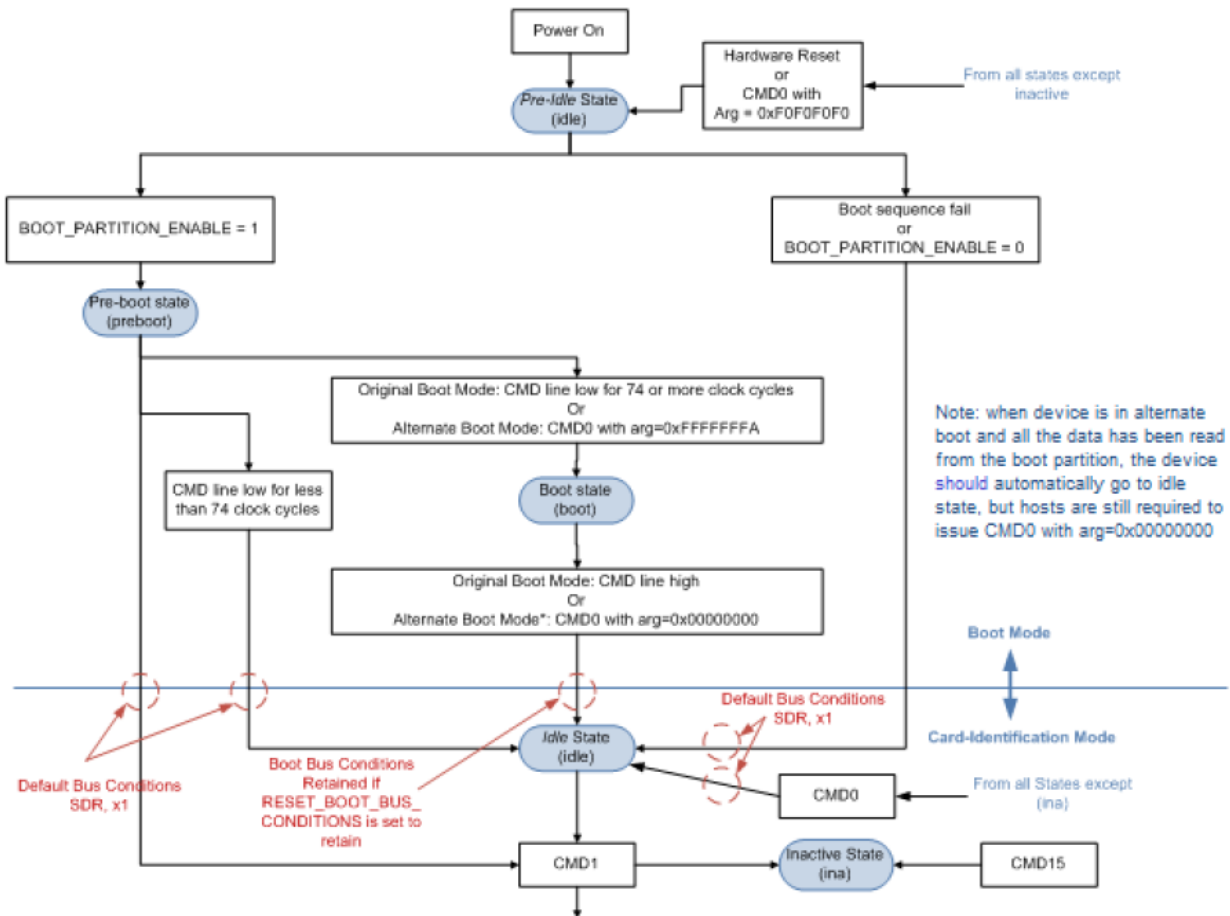 Power On
Hardware Reset
or
CMD0 with
Arg = 0xF0F0F0F0
From all states except
inactive
Pre-Idle State
(idle)
BOOT_PARTITION_ENABLE = 1
Boot sequence fail
or
BOOT_PARTITION_ENABLE = 0
Pre-boot state
(preboot)
Original Boot Mode: CMD line low for 74 or more clock cycles
Or
Alternate Boot Mode: CMD0 with arg=0xFFFFFFFA
Note: when device is in alternate
boot and all the data has been read
from the boot partition, the device
should automatically go to idle
state, but hosts are still required to
issue CMD0 with arg=0x00000000
CMD line low for less
than 74 clock cycles
Boot state
(boot)
Original Boot Mode: CMD line high
Or
Alternate Boot Mode*: CMD0 with arg=0x00000000
Boot Mode
Card-Identification Mode
Default Bus Conditions
SDR, x1
Idle State
(idle)
Default Bus Conditions
SDR, x1
Boot Bus Conditions
Retained if
RESET_BOOT_BUS_
CONDITIONS is set to
retain
CMD0
From all States except
(ina)
CMD1
Inactive State
(ina)
CMD15